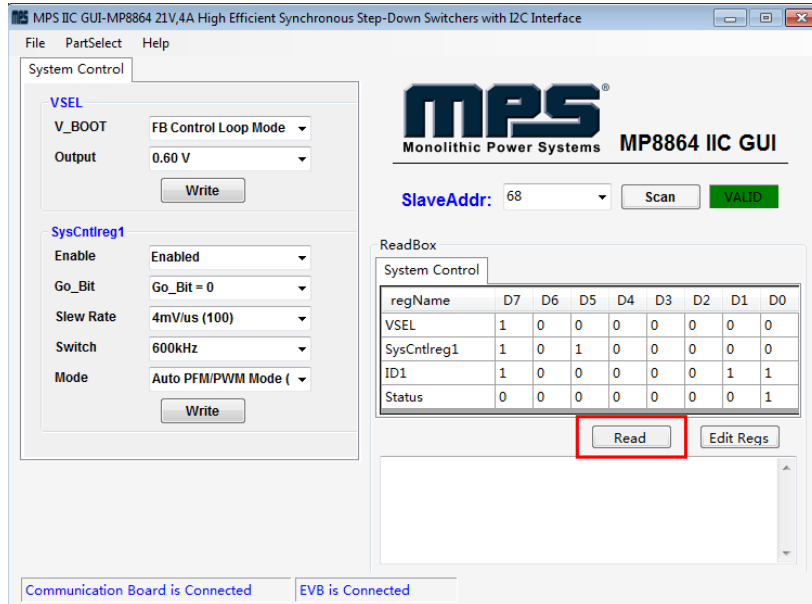 MPS IIC GUI-MP8864 21V,4A High Efficient Synchronous Step-Down Switchers with I2C Interface
File PartSelect Help
System Control
VSEL
V_BOOT FB Control Loop Mode
Output 0.60 V
Write
SysCntlreg1
Enable Enabled
Go_Bit Go_Bit = 0
Slew Rate 4mV/us (100)
Switch 600kHz
Mode Auto PFM/PWM Mode (
Write
mPS®
Monolithic Power Systems MP8864 IIC GUI
SlaveAddr: 68 Scan VALID
ReadBox
System Control
regName D7 D6 D5 D4 D3 D2 D1 D0
VSEL 1 0 0 0 0 0 0 0
SysCntlreg1 1 0 1 0 0 0 0 0
ID1 1 0 0 0 0 0 1 1
Status 0 0 0 0 0 0 0 1
Read Edit Regs
Communication Board is Connected EVB is Connected